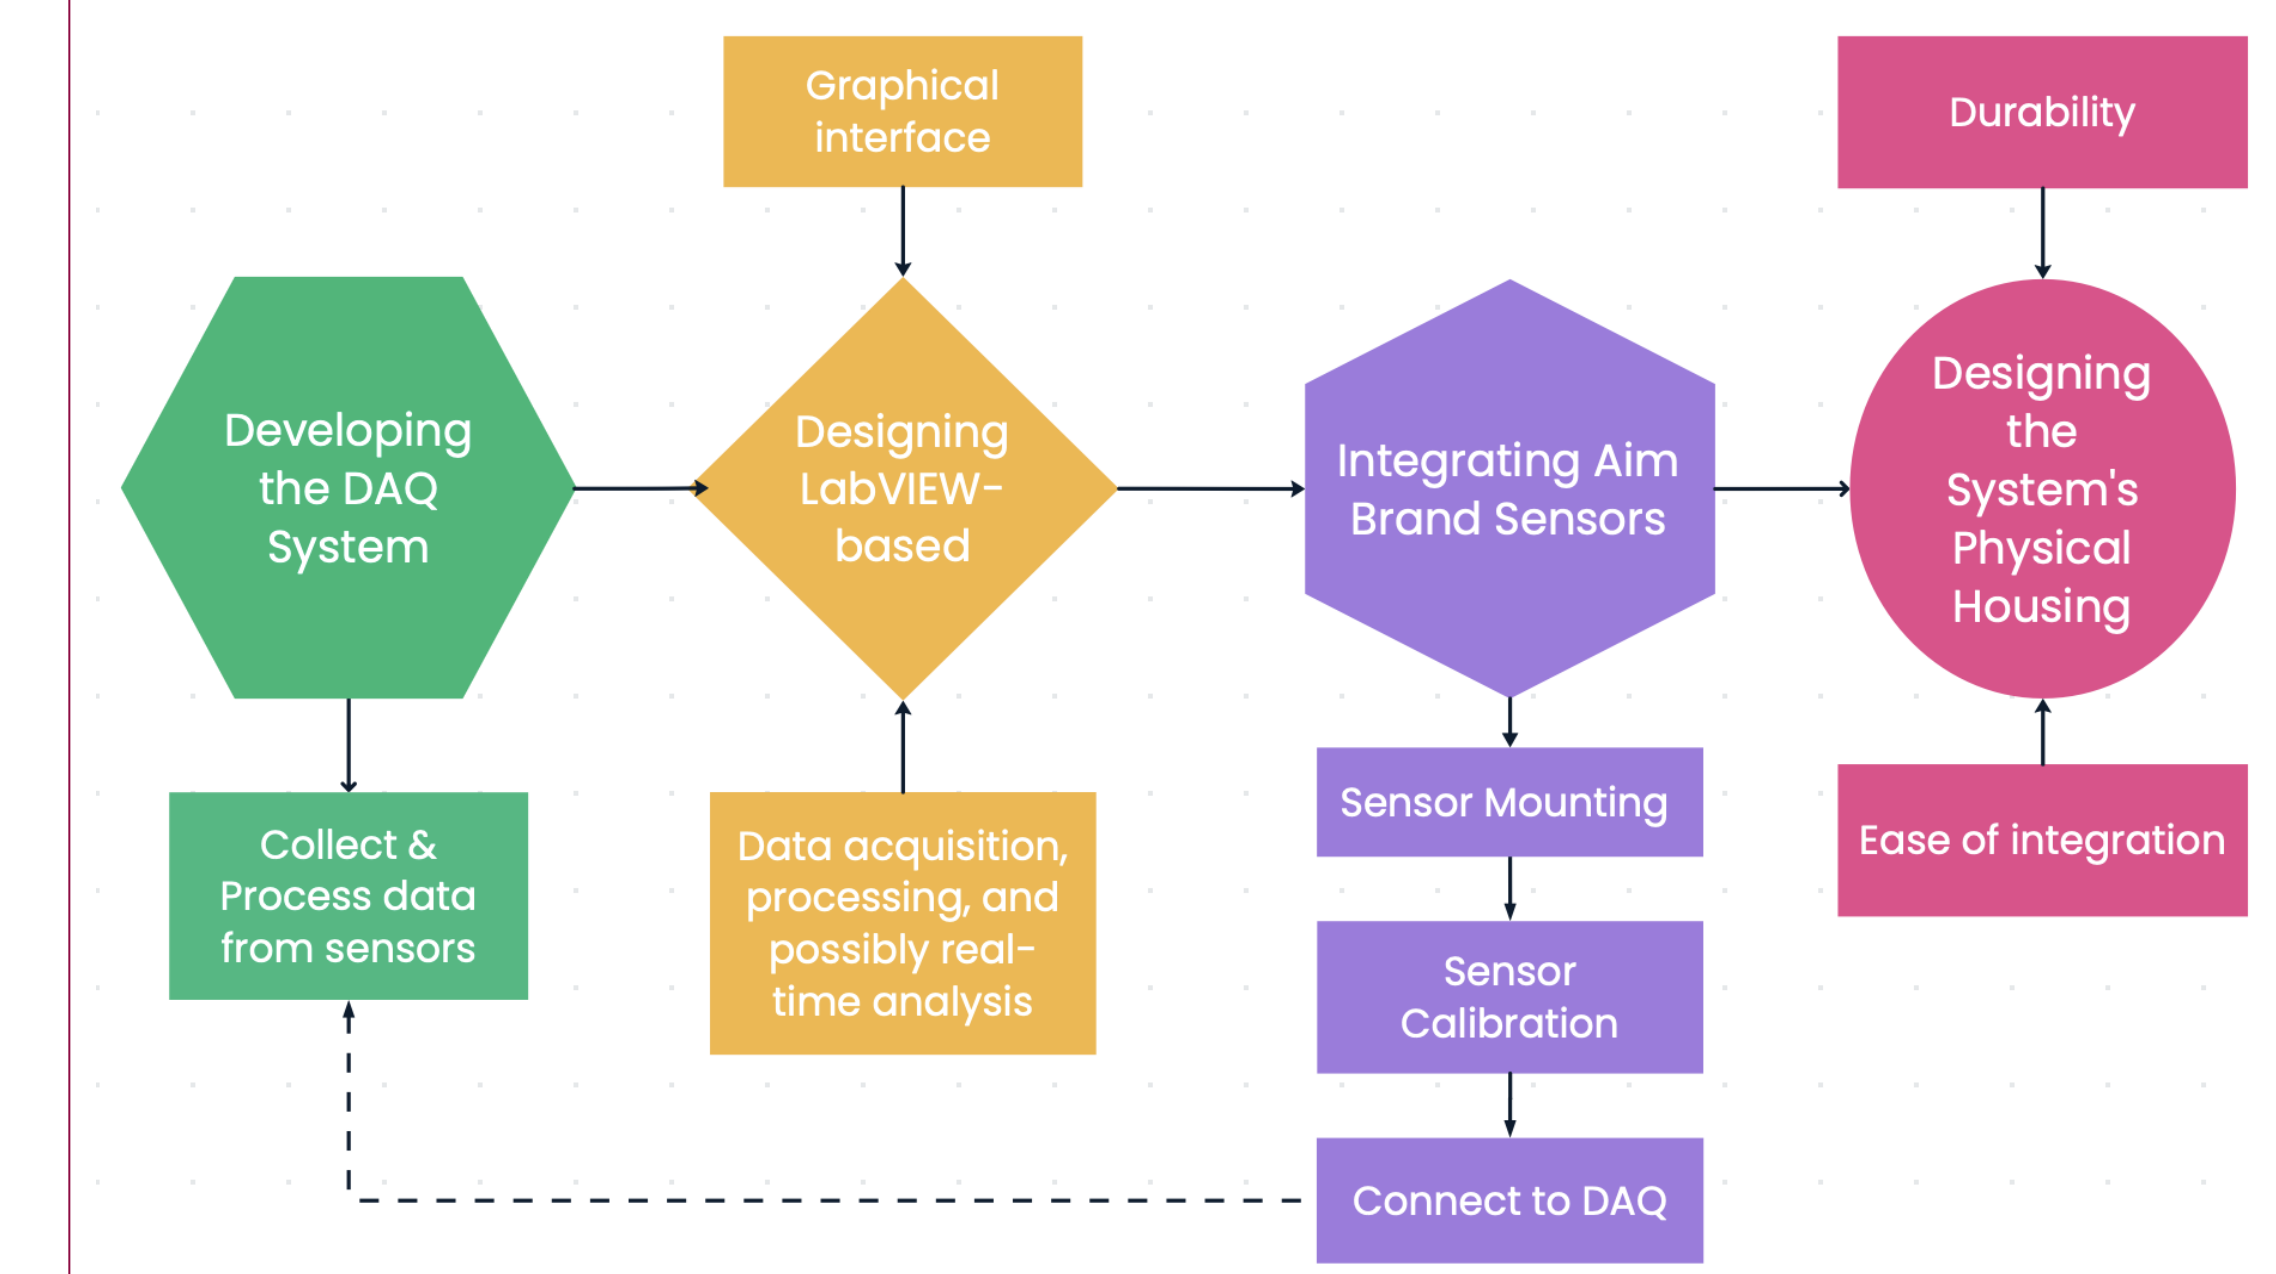 Graphical
interface
Durability
Developing
the DAQ
System
Designing
LabVIEW-
based
Integrating Aim
Brand Sensors
Designing
the
System's
Physical
Housing
Collect &
Process data
from sensors
Data acquisition,
processing, and
possibly real-
time analysis
Sensor Mounting
Sensor
Calibration
Connect to DAQ
Ease of integration